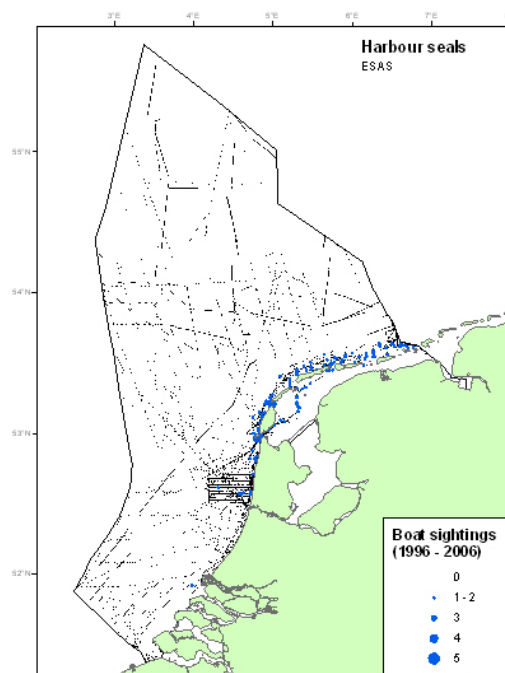 3°E 4°E 5°E 6°E 7°E
Harbour seals
ESAS
55°N
54°N
53°N
52°N
Boat sightings
(1996 - 2006)
0
1 - 2
3
4
5